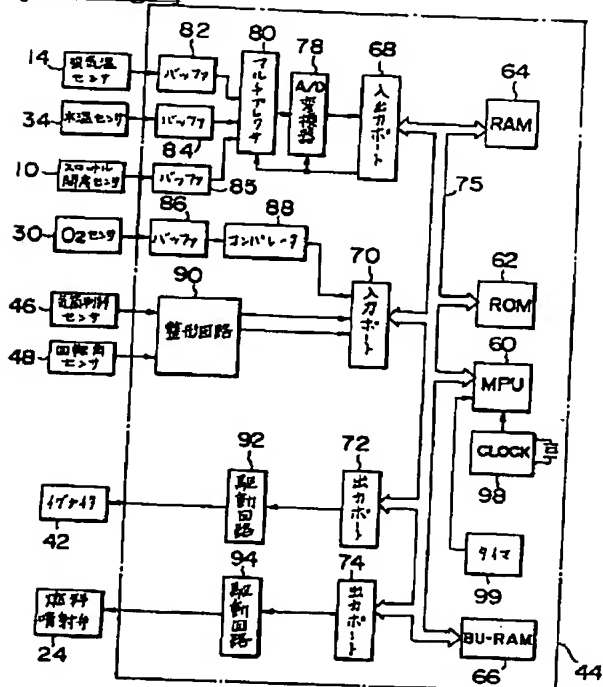 82
80
78
68
14
吸気温
センサ
バッファ
マルチプレクサ
A/D
変換器
入出力ポート
64
RAM
34
水温センサ
バッファ
84
75
10
スロットル
開度センサ
バッファ
85
86
88
30
O2センサ
バッファ
コンパレータ
70
62
46
気筒判別
センサ
90
整形回路
入力ポート
ROM
60
48
回転角
センサ
MPU
CLOCK
98
92
72
イグナイタ
42
駆動回路
出力ポート
タイマ
99
94
74
燃料
噴射弁
24
駆動回路
出力ポート
BU-RAM
66
44